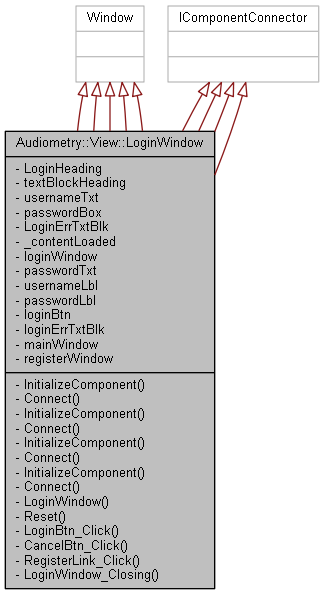 Window
IComponentConnector
Audiometry::View::LoginWindow
- LoginHeading
- textBlockHeading
- usernameTxt
- passwordBox
- LoginErrTxtBlk
- _contentLoaded
- loginWindow
- passwordTxt
- usernameLbl
- passwordLbl
- loginBtn
- loginErrTxtBlk
- mainWindow
- registerWindow
- InitializeComponent()
- Connect()
- InitializeComponent()
- Connect()
- InitializeComponent()
- Connect()
- InitializeComponent()
- Connect()
- LoginWindow()
- Reset()
- LoginBtn_Click()
- CancelBtn_Click()
- RegisterLink_Click()
- LoginWindow_Closing()